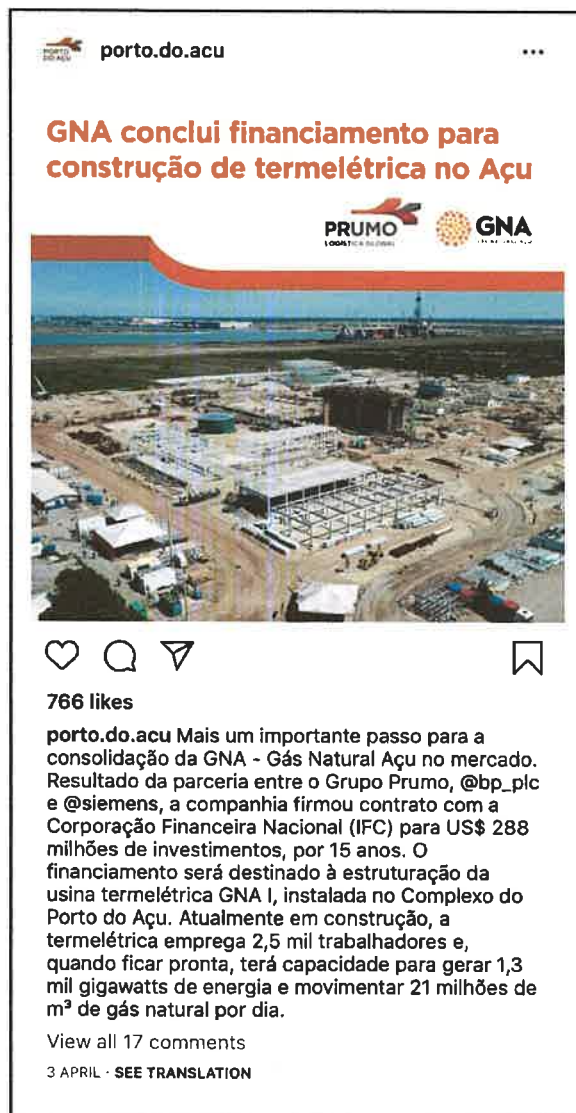 porto.do.acu
PORTO
DO AÇU
GNA conclui financiamento para
construção de termelétrica no Açu
PRUMO
LOGÍSTICA GLOBAL
GNA
766 likes
porto.do.acu Mais um importante passo para a
consolidação da GNA - Gás Natural Açu no mercado.
Resultado da parceria entre o Grupo Prumo, @bp_plc
e @siemens, a companhia firmou contrato com a
Corporação Financeira Nacional (IFC) para US$ 288
milhões de investimentos, por 15 anos. O
financiamento será destinado à estruturação da
usina termelétrica GNA I, instalada no Complexo do
Porto do Açu. Atualmente em construção, a
termelétrica emprega 2,5 mil trabalhadores e,
quando ficar pronta, terá capacidade para gerar 1,3
mil gigawatts de energia e movimentar 21 milhões de
m³ de gás natural por dia.
View all 17 comments
3 APRIL · SEE TRANSLATION